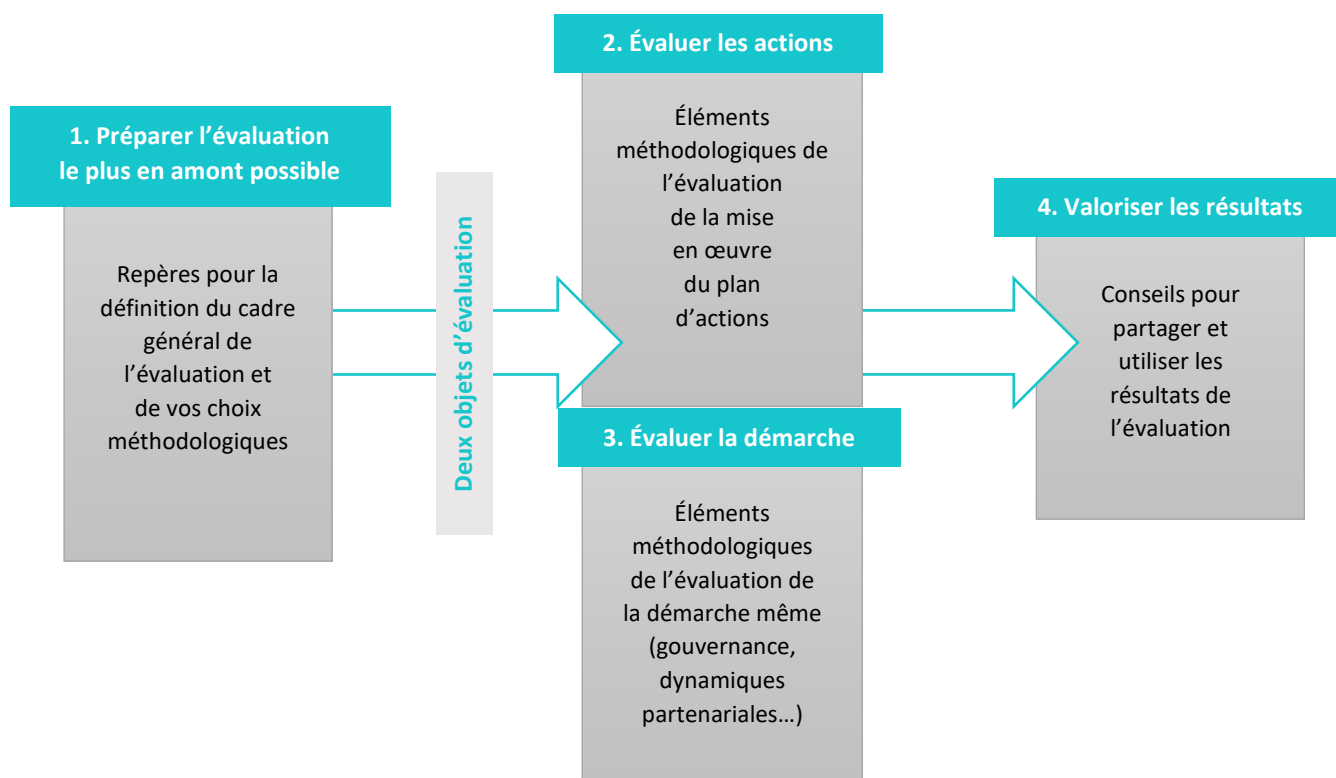 1. Préparer l’évaluation
le plus en amont possible
Repères pour la
définition du cadre
général de
l’évaluation et
de vos choix
méthodologiques
Deux objets d’évaluation
2. Évaluer les actions
Éléments
méthodologiques de
l’évaluation
de la mise
en œuvre
du plan
d’actions
3. Évaluer la démarche
Éléments
méthodologiques
de l’évaluation de
la démarche même
(gouvernance,
dynamiques
partenariales…)
4. Valoriser les résultats
Conseils pour
partager et
utiliser les
résultats de
l’évaluation